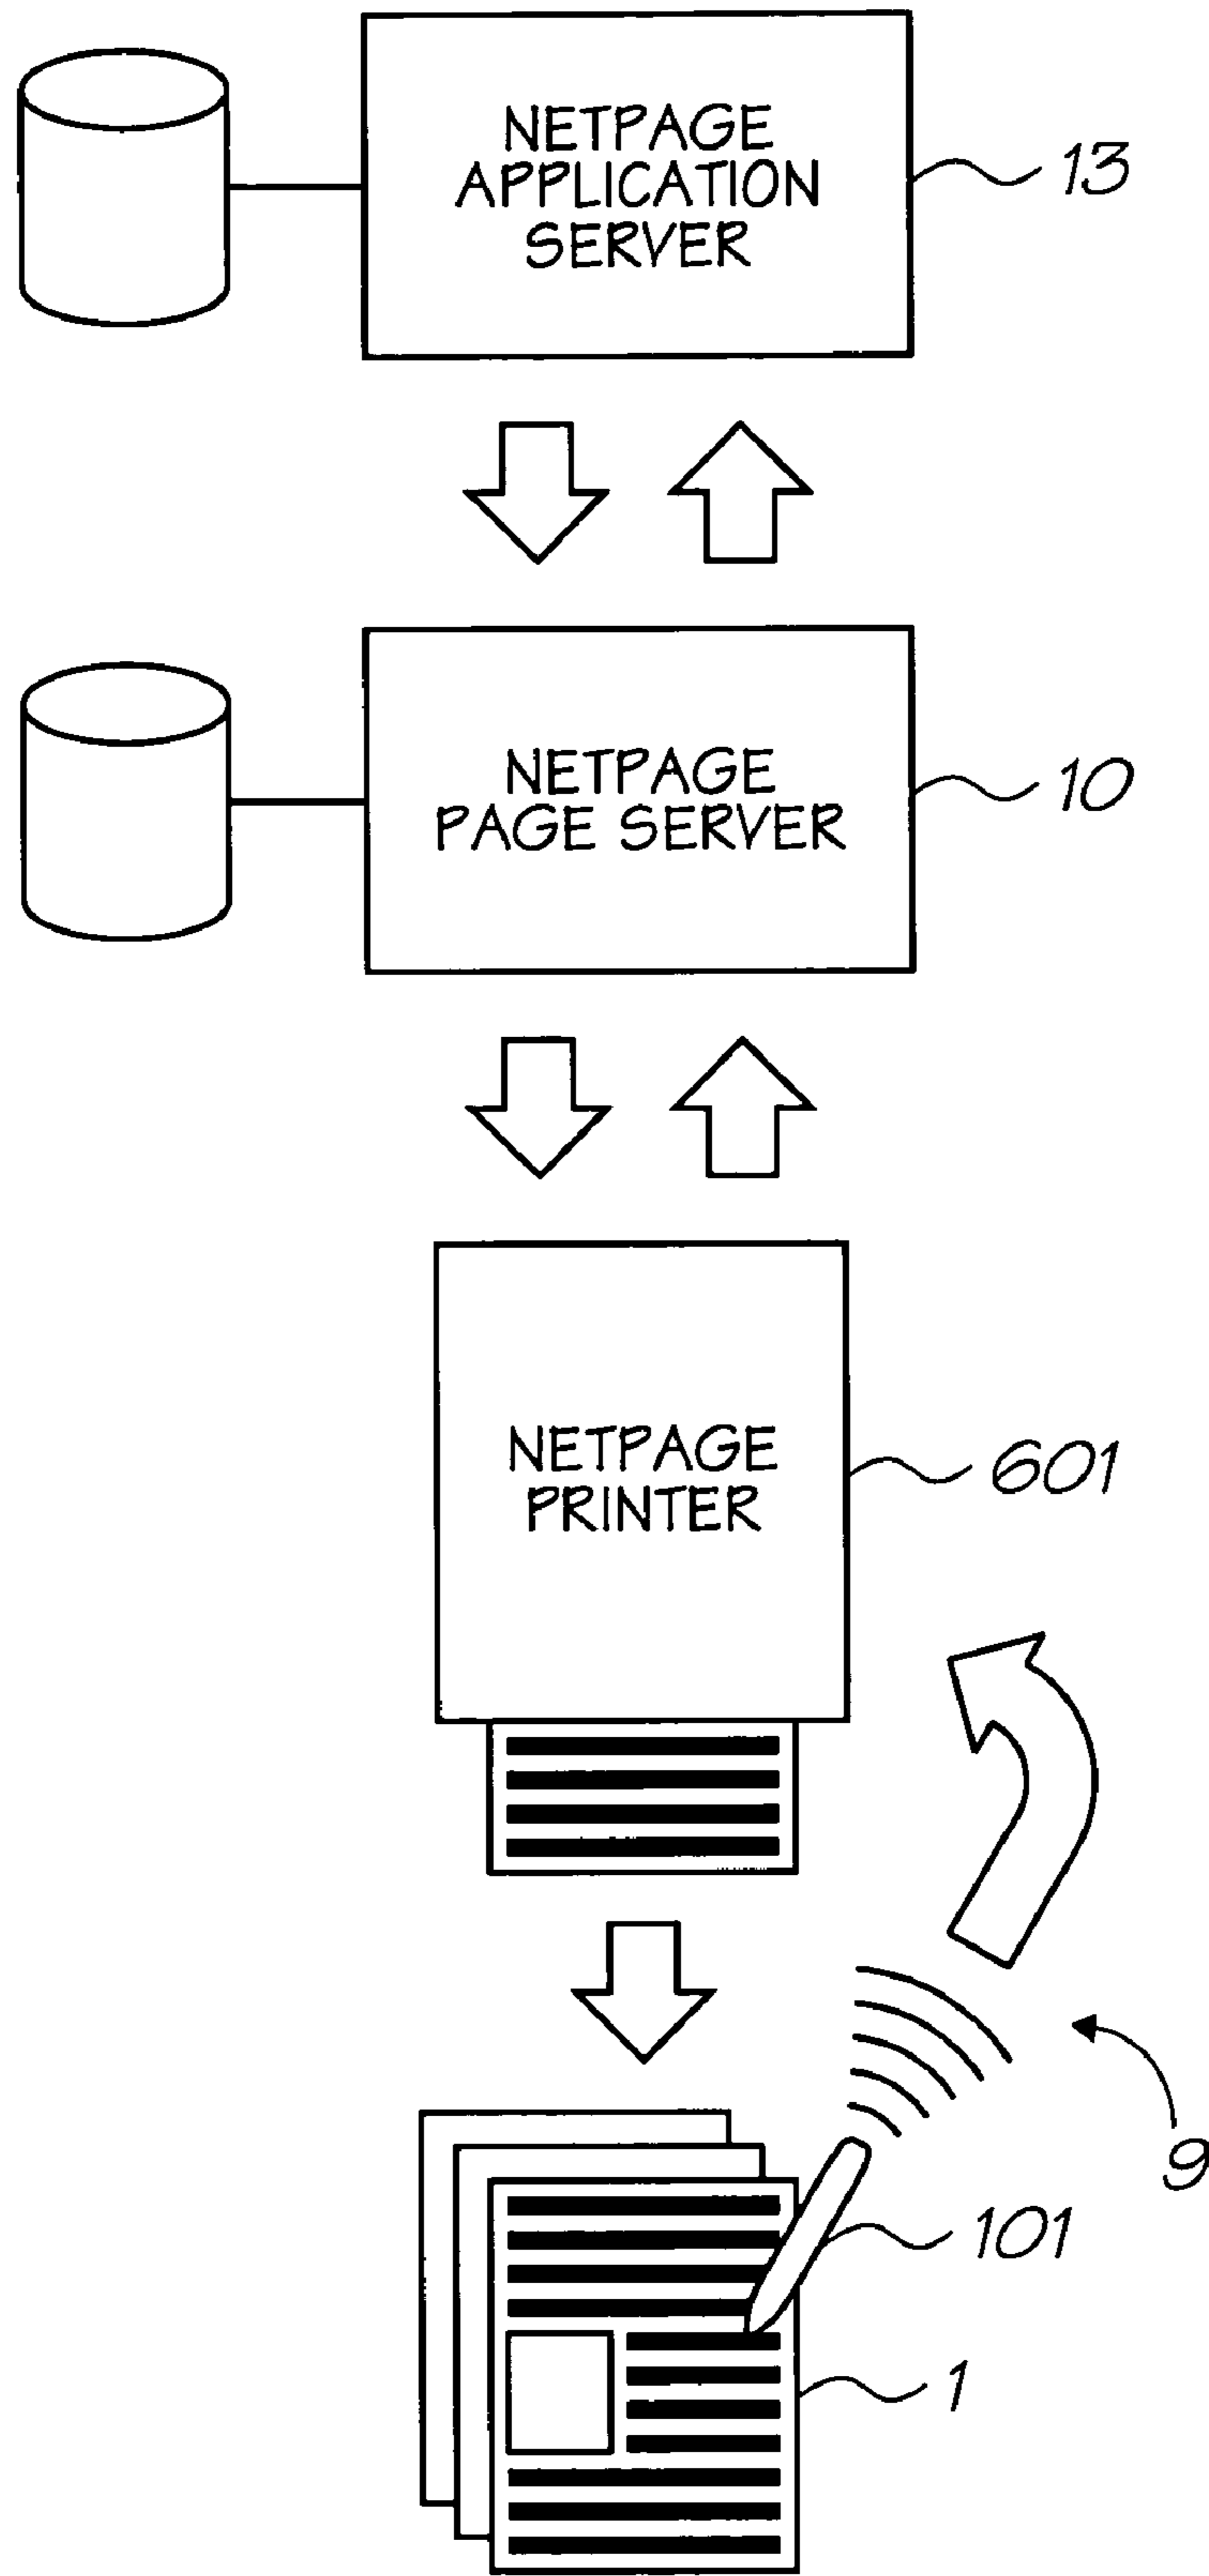 NETPAGE
APPLICATION
SERVER
13
NETPAGE
PAGE SERVER
10
NETPAGE
PRINTER
601
9
101
1